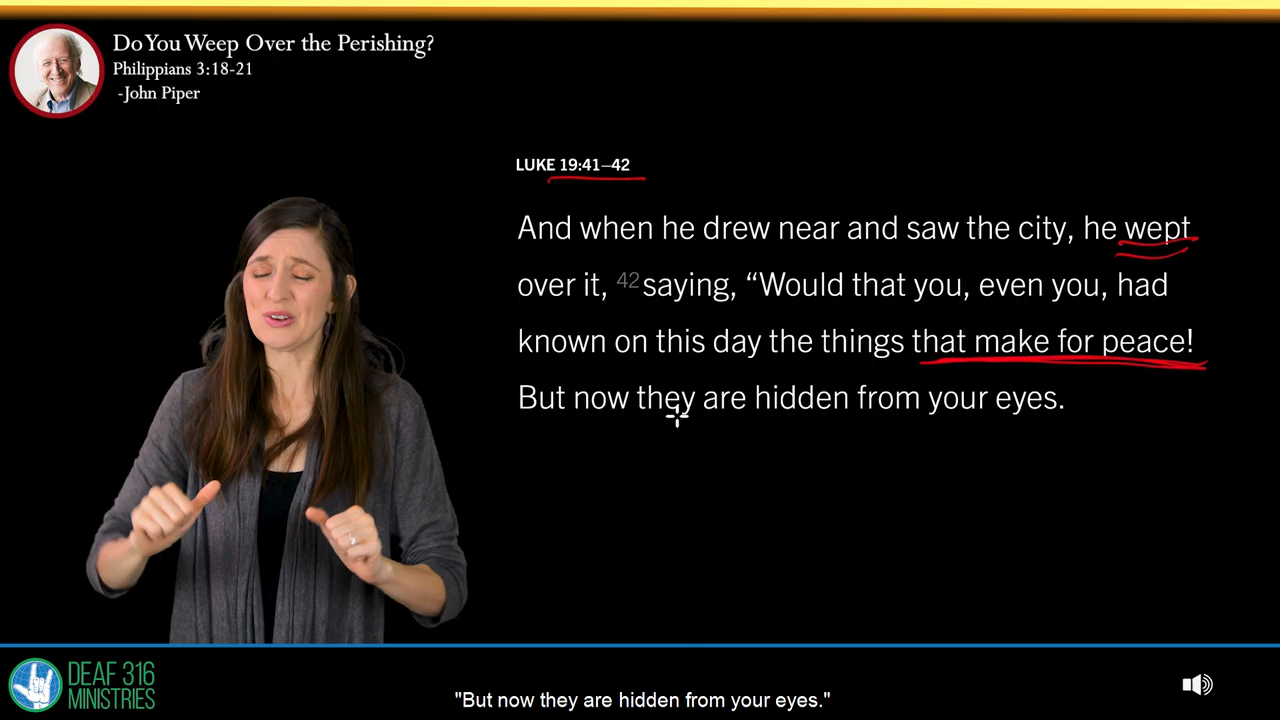 Do You Weep Over the Perishing?
Philippians 3:18-21
-John Piper
LUKE 19:41–42
And when he drew near and saw the city, he wept
over it, 42 saying, “Would that you, even you, had
known on this day the things that make for peace!
But now they are hidden from your eyes.
DEAF 316
MINISTRIES
"But now they are hidden from your eyes."